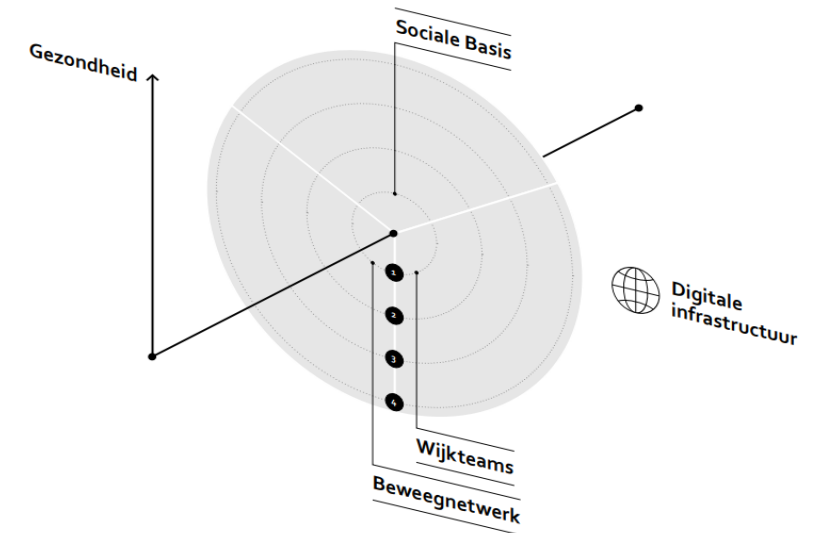 Sociale Basis
Gezondheid
1
2
3
4
Digitale
infrastructuur
Wijkteams
Beweegnetwerk